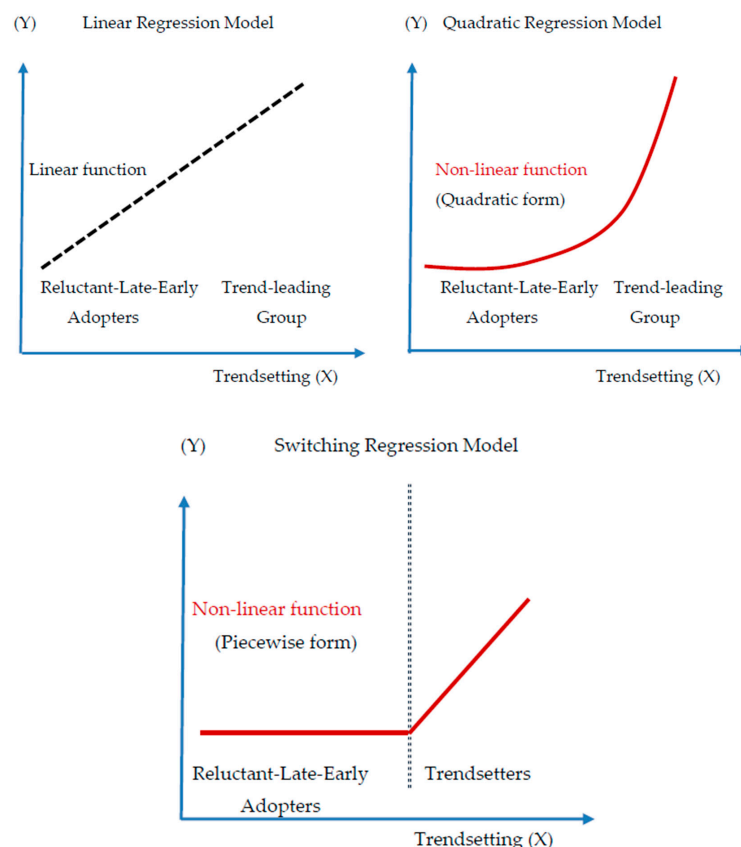 (Y) Linear Regression Model
Linear function
Reluctant-Late-Early
Adopters
Trend-leading
Group
Trendsetting (X)
(Y) Quadratic Regression Model
Non-linear function
(Quadratic form)
Reluctant-Late-Early
Adopters
Trend-leading
Group
Trendsetting (X)
(Y) Switching Regression Model
Non-linear function
(Piecewise form)
Reluctant-Late-Early
Adopters
Trendsetters
Trendsetting (X)